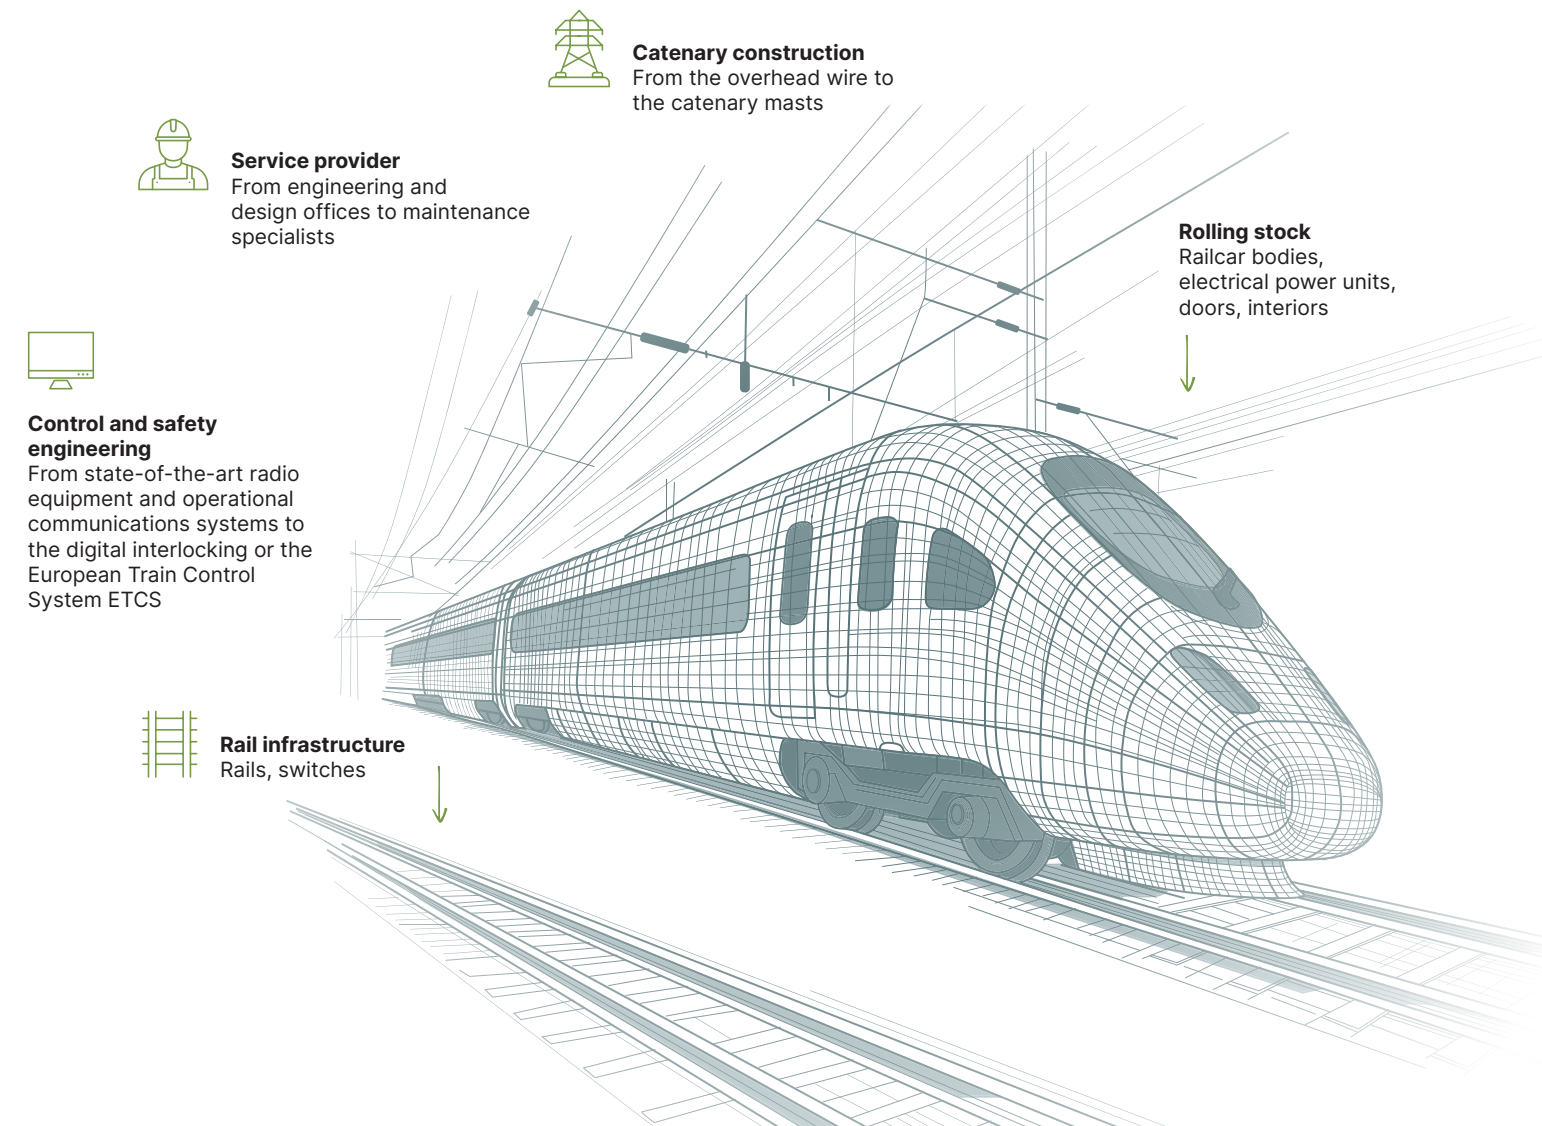 Catenary construction
From the overhead wire to
the catenary masts
Service provider
From engineering and
design offices to maintenance
specialists
Rolling stock
Railcar bodies,
electrical power units,
doors, interiors
Control and safety
engineering
From state-of-the-art radio
equipment and operational
communications systems to
the digital interlocking or the
European Train Control
System ETCS
Rail infrastructure
Rails, switches